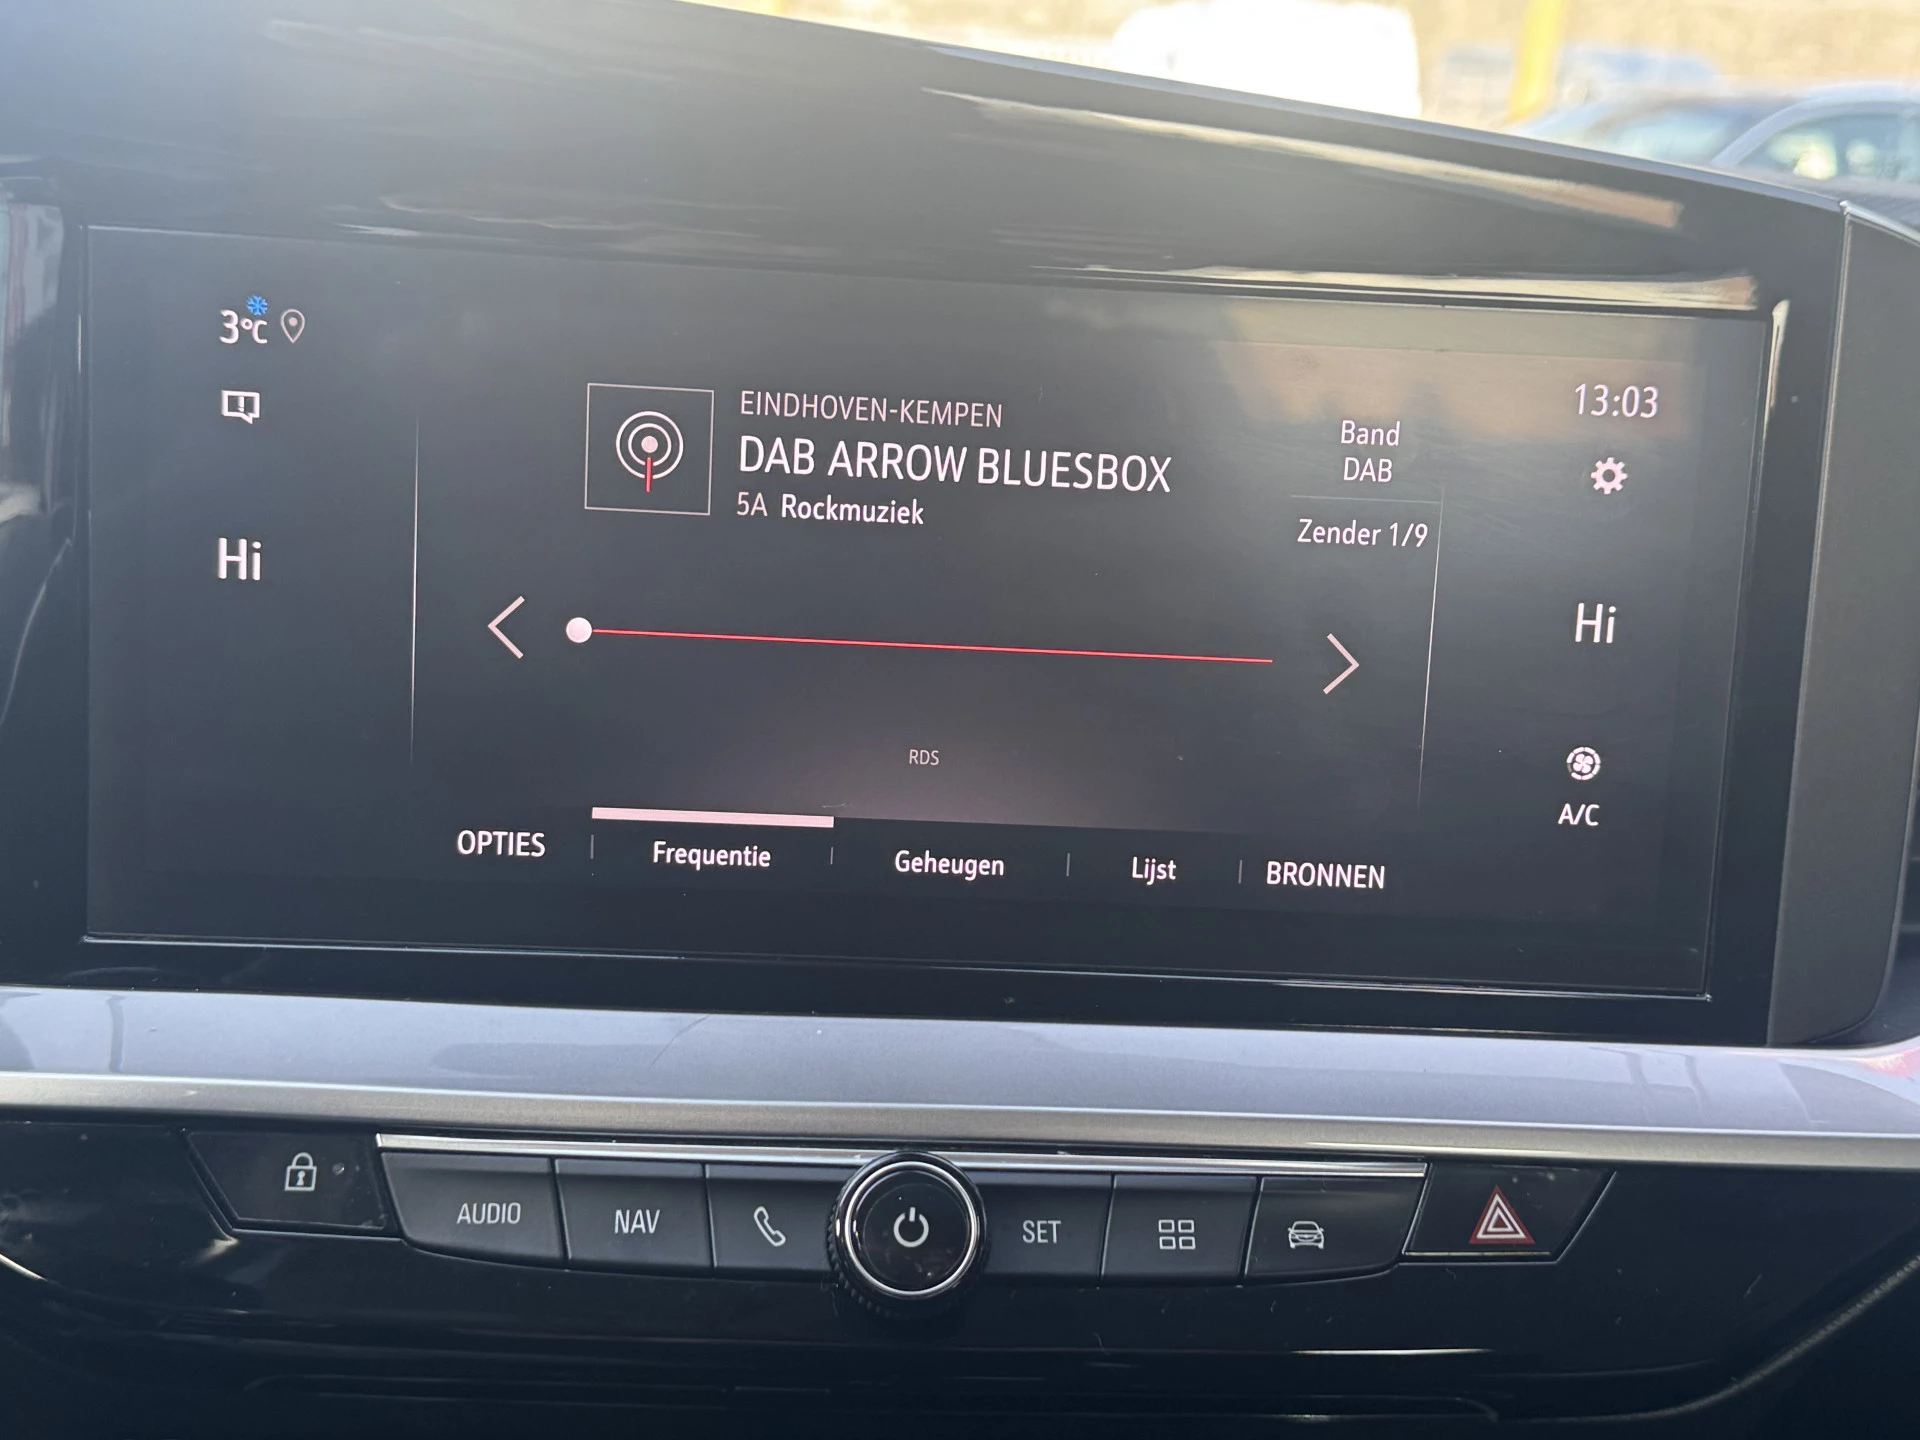 3°C
Hi
EINDHOVEN-KEMPEN
DAB ARROW BLUESBOX
5A Rockmuziek
Band
DAB
Zender 1/9
13:03
Hi
A/C
RDS
OPTIES Frequentie Geheugen Lijst BRONNEN
AUDIO NAV SET